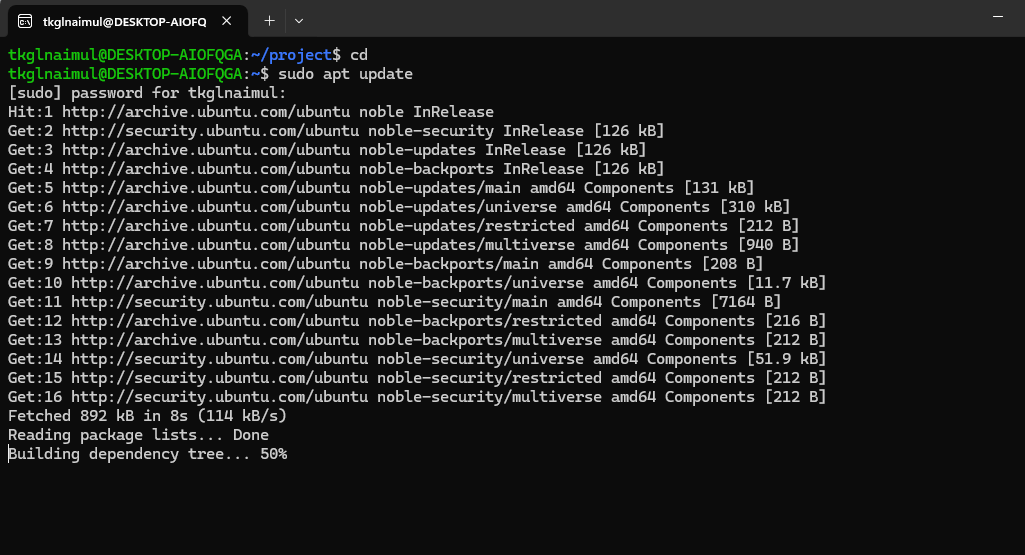 tkglnaimul@DESKTOP-AIOFQ
tkglnaimul@DESKTOP-AIOFQGA:~/project$ cd
tkglnaimul@DESKTOP-AIOFQGA:~$ sudo apt update
[sudo] password for tkglnaimul:
Hit:1 http://archive.ubuntu.com/ubuntu noble InRelease
Get:2 http://security.ubuntu.com/ubuntu noble-security InRelease [126 kB]
Get:3 http://archive.ubuntu.com/ubuntu noble-updates InRelease [126 kB]
Get:4 http://archive.ubuntu.com/ubuntu noble-backports InRelease [126 kB]
Get:5 http://archive.ubuntu.com/ubuntu noble-updates/main amd64 Components [131 kB]
Get:6 http://archive.ubuntu.com/ubuntu noble-updates/universe amd64 Components [310 kB]
Get:7 http://archive.ubuntu.com/ubuntu noble-updates/restricted amd64 Components [212 B]
Get:8 http://archive.ubuntu.com/ubuntu noble-updates/multiverse amd64 Components [940 B]
Get:9 http://archive.ubuntu.com/ubuntu noble-backports/main amd64 Components [208 B]
Get:10 http://archive.ubuntu.com/ubuntu noble-backports/universe amd64 Components [11.7 kB]
Get:11 http://security.ubuntu.com/ubuntu noble-security/main amd64 Components [7164 B]
Get:12 http://archive.ubuntu.com/ubuntu noble-backports/restricted amd64 Components [216 B]
Get:13 http://archive.ubuntu.com/ubuntu noble-backports/multiverse amd64 Components [212 B]
Get:14 http://security.ubuntu.com/ubuntu noble-security/universe amd64 Components [51.9 kB]
Get:15 http://security.ubuntu.com/ubuntu noble-security/restricted amd64 Components [212 B]
Get:16 http://security.ubuntu.com/ubuntu noble-security/multiverse amd64 Components [212 B]
Fetched 892 kB in 8s (114 kB/s)
Reading package lists... Done
Building dependency tree... 50%